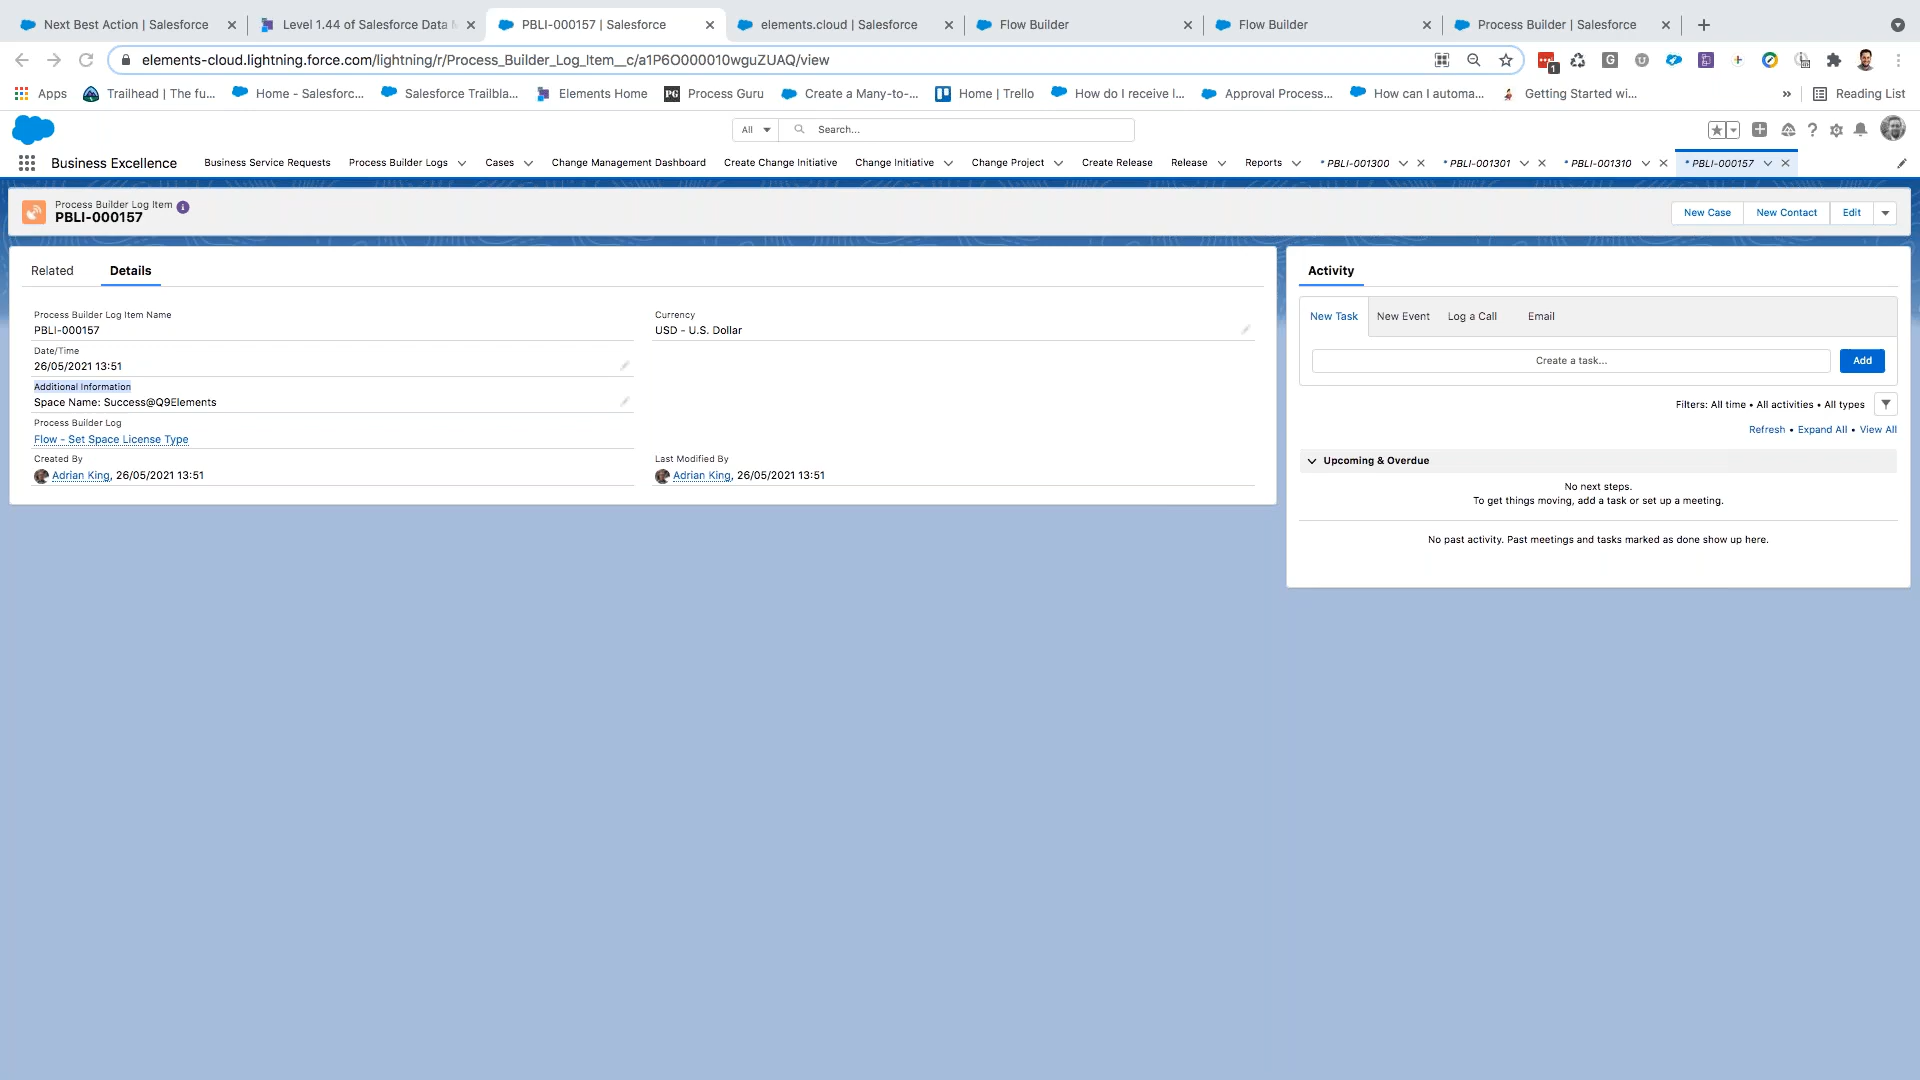 Next Best Action | Salesforce
Level 1.44 of Salesforce Data M
PBLI-000157 | Salesforce
elements.cloud | Salesforce
Flow Builder
Flow Builder
Process Builder | Salesforce
elements-cloud.lightning.force.com/lightning/r/Process_Builder_Log_Item__c/a1P6O000010wguZUAQ/view
1
Apps
Trailhead | The fu...
Home - Salesforc...
Salesforce Trailbla...
Elements Home
PG Process Guru
Create a Many-to-...
Home | Trello
How do I receive I...
Approval Process...
How can I automa...
Getting Started wi...
»
Reading List
All
Search...
Business Excellence
Business Service Requests
Process Builder Logs
Cases
Change Management Dashboard
Create Change Initiative
Change Initiative
Change Project
Create Release
Release
Reports
* PBLI-001300
* PBLI-001301
* PBLI-001310
* PBLI-000157
Process Builder Log Item
PBLI-000157
New Case
New Contact
Edit
Related
Details
Process Builder Log Item Name
PBLI-000157
Currency
USD - U.S. Dollar
Date/Time
26/05/2021 13:51
Additional Information
Space Name: Success@Q9Elements
Process Builder Log
Flow - Set Space License Type
Created By
Adrian King, 26/05/2021 13:51
Last Modified By
Adrian King, 26/05/2021 13:51
Activity
New Task
New Event
Log a Call
Email
Create a task...
Add
Filters: All time • All activities • All types
Refresh • Expand All • View All
Upcoming & Overdue
No next steps.
To get things moving, add a task or set up a meeting.
No past activity. Past meetings and tasks marked as done show up here.